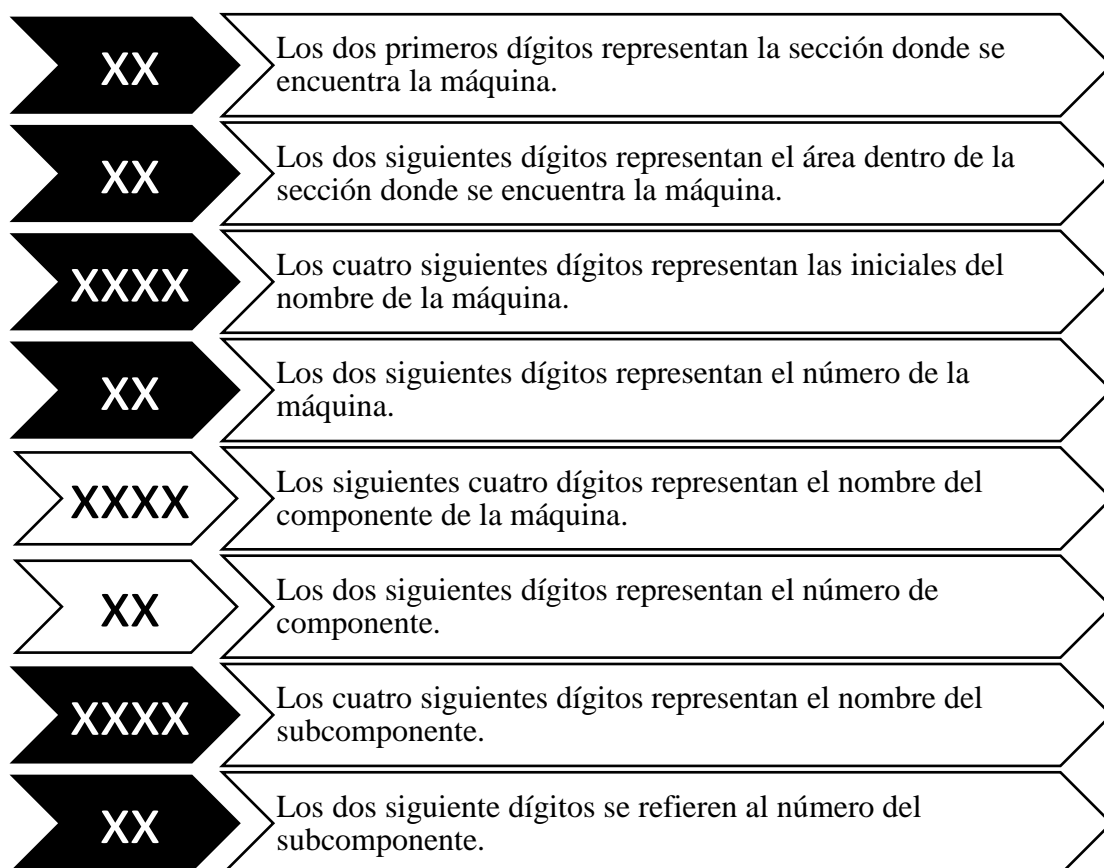 XX
Los dos primeros dígitos representan la sección donde se
encuentra la máquina.
XX
Los dos siguientes dígitos representan el área dentro de la
sección donde se encuentra la máquina.
XXXX
Los cuatro siguientes dígitos representan las iniciales del
nombre de la máquina.
XX
Los dos siguientes dígitos representan el número de la
máquina.
XXXX
Los siguientes cuatro dígitos representan el nombre del
componente de la máquina.
XX
Los dos siguientes dígitos representan el número de
componente.
XXXX
Los cuatro siguientes dígitos representan el nombre del
subcomponente.
XX
Los dos siguiente dígitos se refieren al número del
subcomponente.